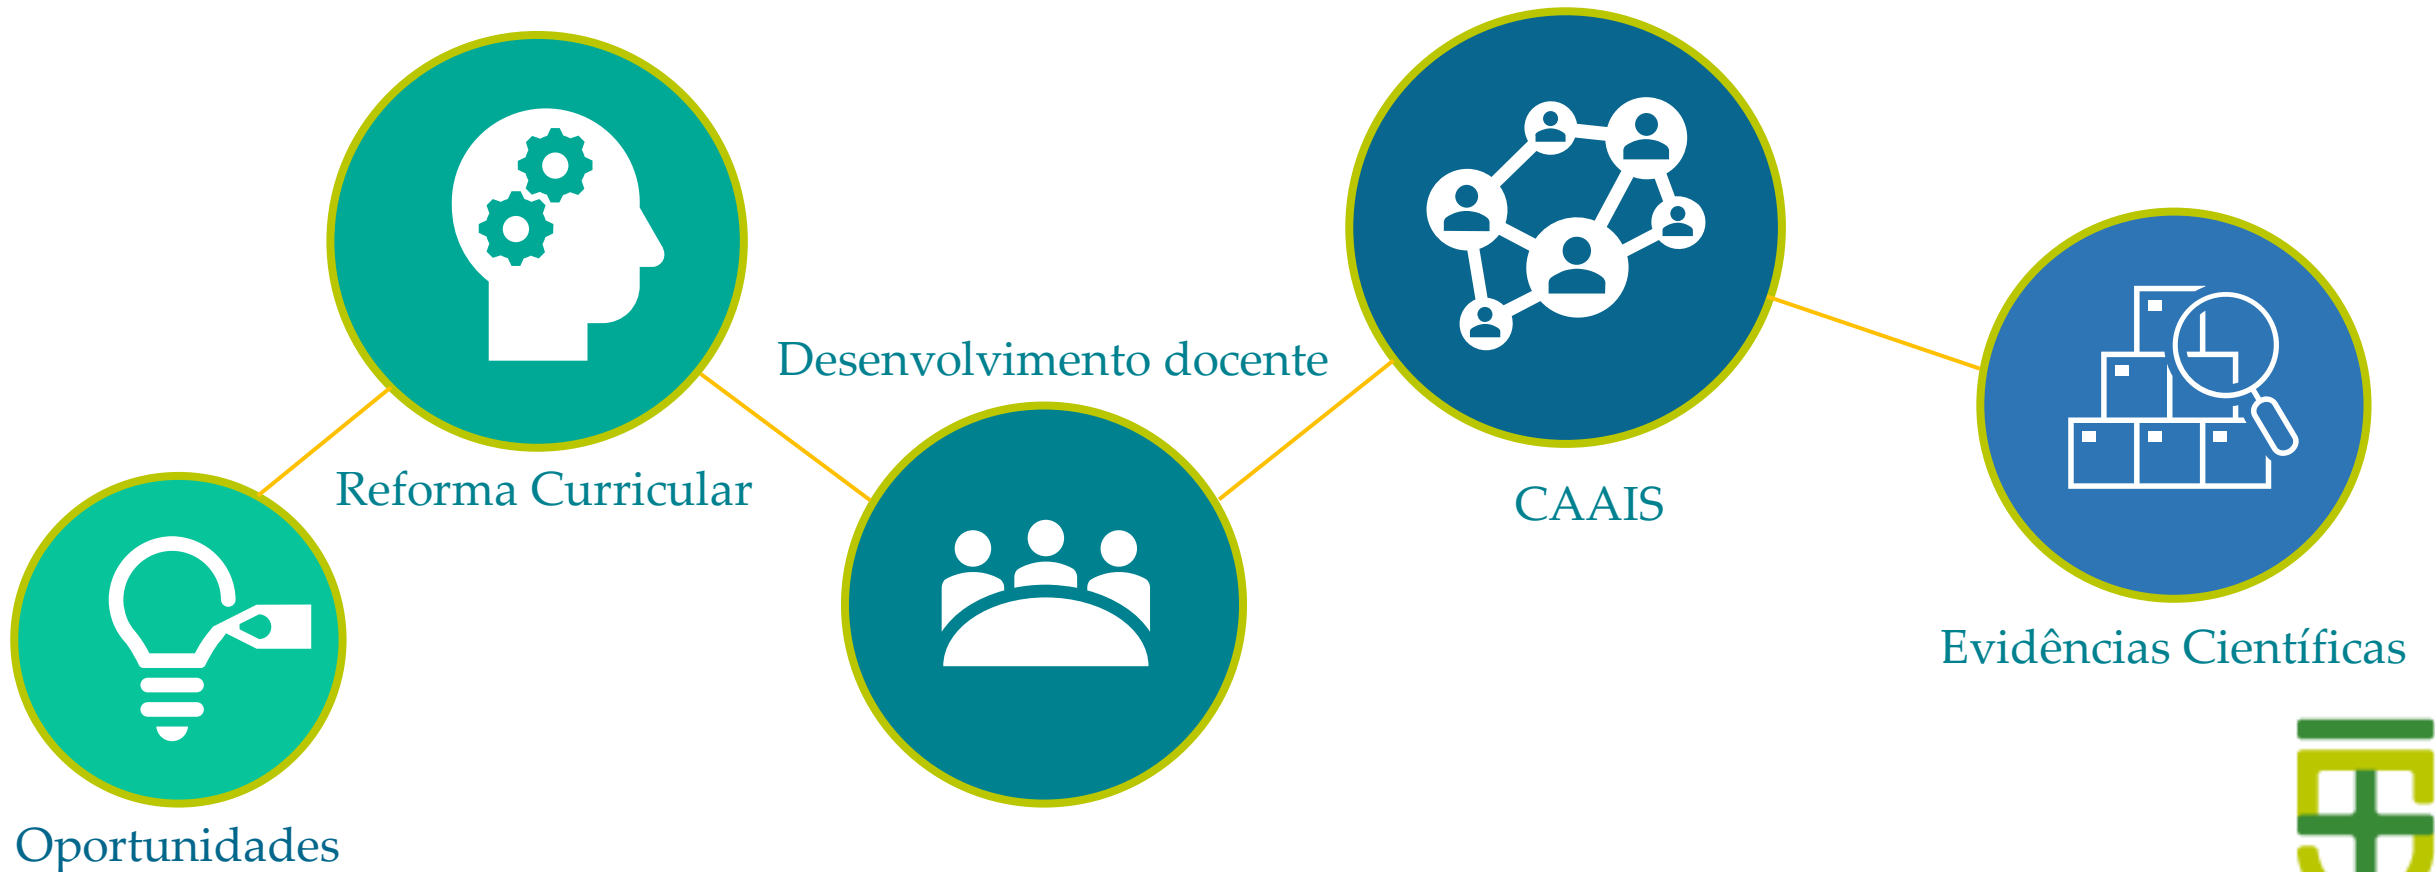 Oportunidades
Reforma Curricular
Desenvolvimento docente
CAAIS
Evidências Científicas